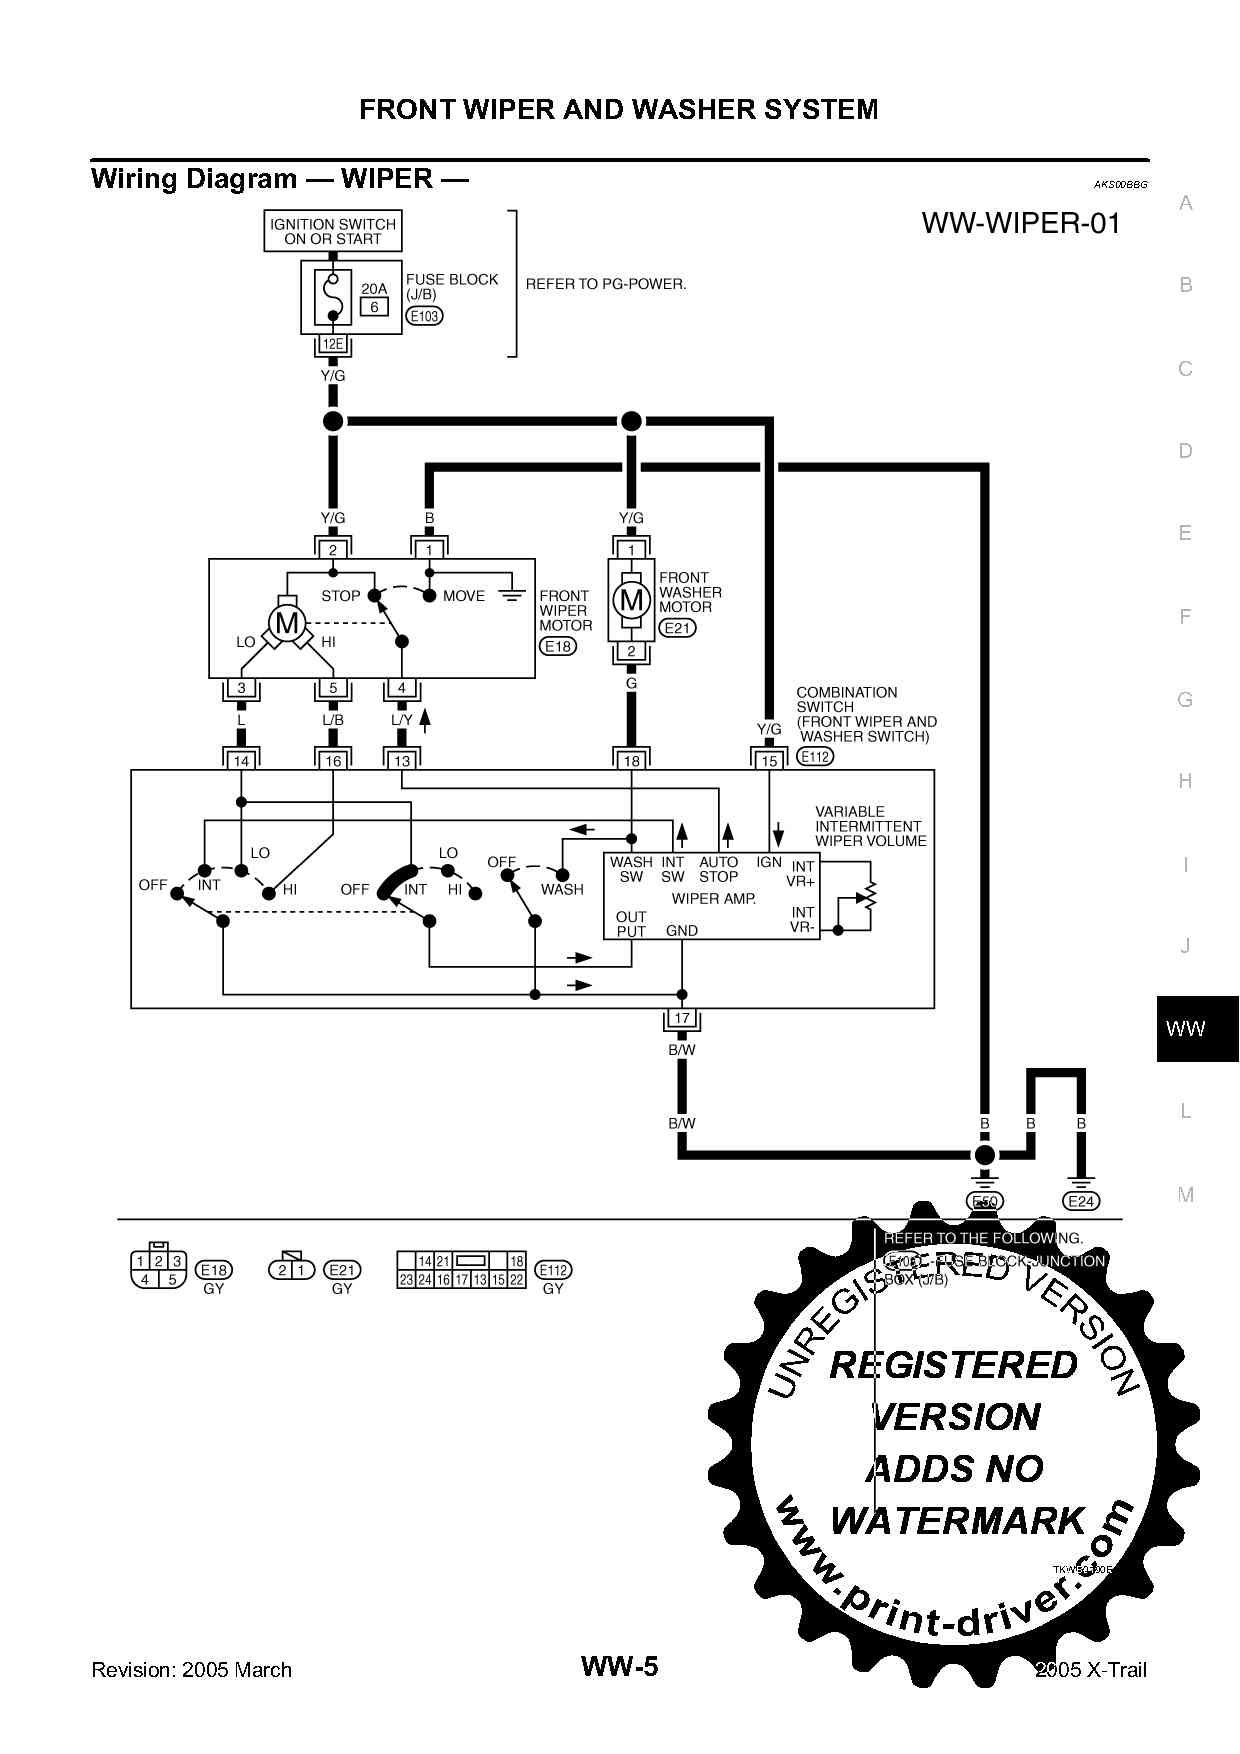 FRONT WIPER AND WASHER SYSTEM
Wiring Diagram — WIPER —
AKS00BBG
WW-WIPER-01
IGNITION SWITCH
ON OR START
20A
6
FUSE BLOCK
(J/B)
E103
REFER TO PG-POWER.
12E
Y/G
Y/G
B
Y/G
2
1
1
STOP
MOVE
M
LO
HI
FRONT
WIPER
MOTOR
E18
M
FRONT
WASHER
MOTOR
E21
2
G
3
5
4
L
L/B
L/Y
Y/G
COMBINATION
SWITCH
(FRONT WIPER AND
WASHER SWITCH)
E112
14
16
13
18
15
VARIABLE
INTERMITTENT
WIPER VOLUME
OFF
INT
LO
HI
OFF
INT
LO
HI
OFF
WASH
WASH
SW
INT
SW
AUTO
STOP
IGN
INT
VR+
WIPER AMP.
OUT
PUT
GND
INT
VR-
17
B/W
B/W
B
B
B
E50
E24
1 2 3
4 5
E18
GY
2 1
E21
GY
14 21 18
23 24 16 17 13 15 22
E112
GY
REFER TO THE FOLLOWING.
E103 - FUSE BLOCK-JUNCTION
BOX (J/B)
UNREGISTERED VERSION
REGISTERED
VERSION
ADDS NO
WATERMARK
www.print-driver.com
A
B
C
D
E
F
G
H
I
J
WW
L
M
Revision: 2005 March
WW-5
2005 X-Trail